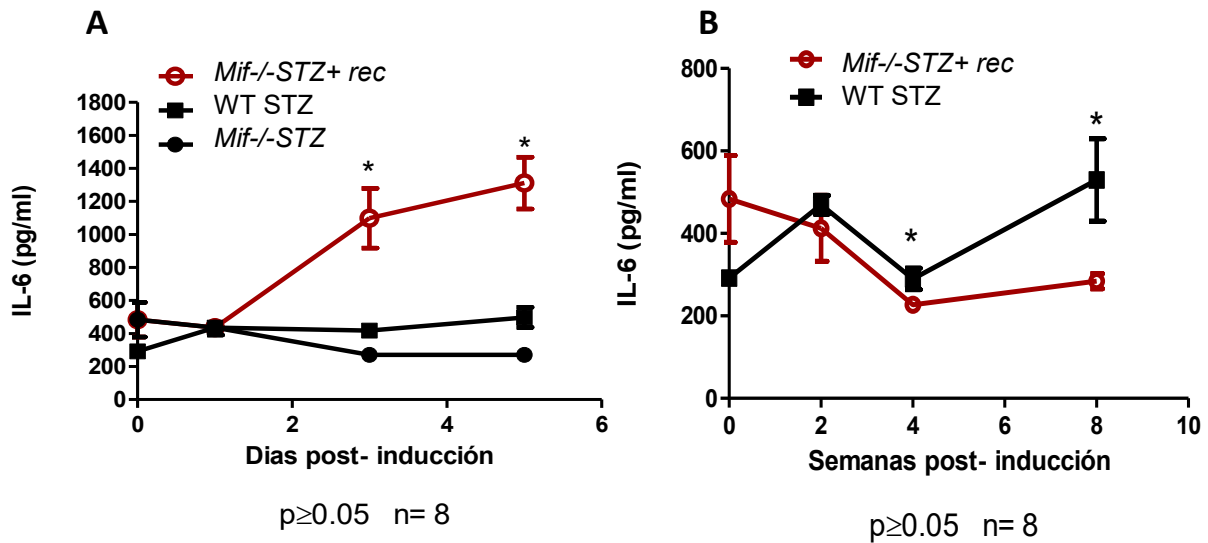 A
Mif-/-STZ+ rec
WT STZ
Mif-/-STZ
1800
1600
1400
1200
1000
800
600
400
200
0
IL-6 (pg/ml)
* *
0 2 4 6
Dias post- inducción
p≥0.05 n= 8
B
Mif-/-STZ+ rec
WT STZ
800
600
400
200
0
IL-6 (pg/ml)
* *
0 2 4 6 8 10
Semanas post- inducción
p≥0.05 n= 8